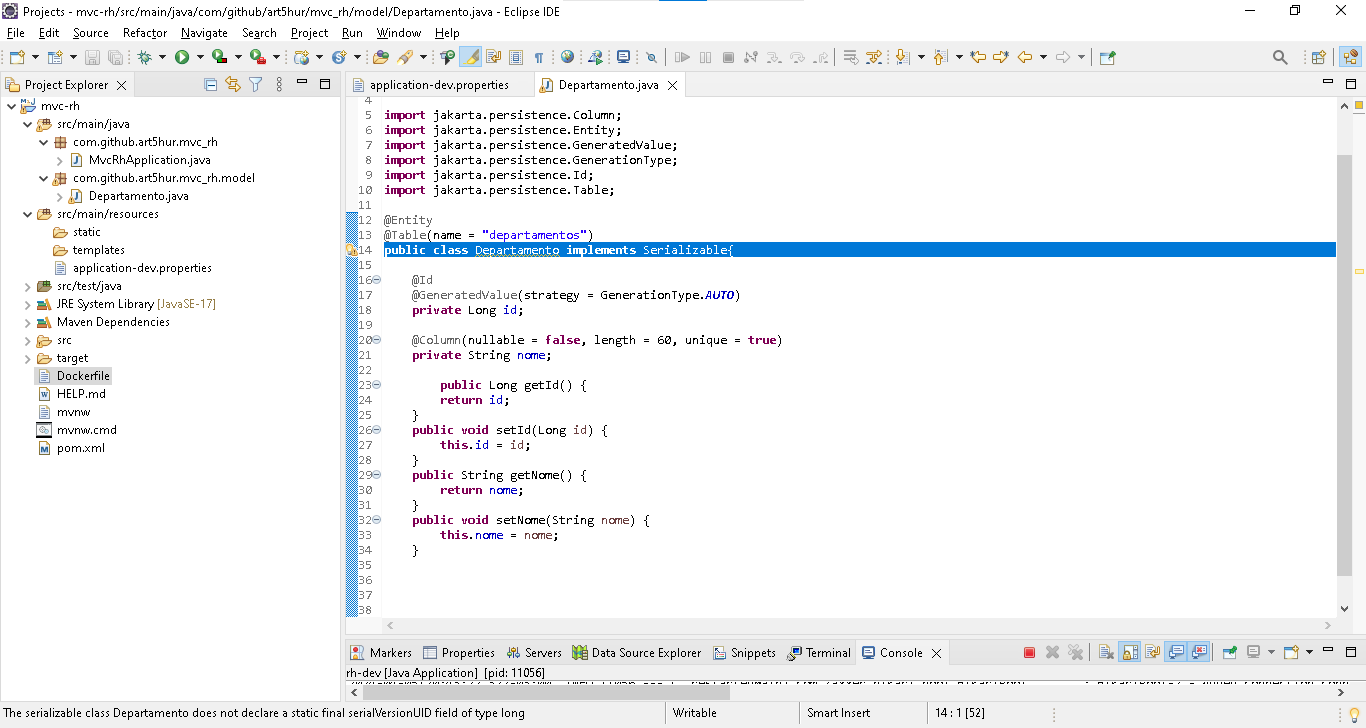 Projects - mvc-rh/src/main/java/com/github/art5hur/mvc_rh/model/Departamento.java - Eclipse IDE
File Edit Source Refactor Navigate Search Project Run Window Help
Project Explorer
application-dev.properties
Departamento.java
mvc-rh
src/main/java
com.github.art5hur.mvc_rh
MvcRhApplication.java
com.github.art5hur.mvc_rh.model
Departamento.java
src/main/resources
static
templates
application-dev.properties
src/test/java
JRE System Library [JavaSE-17]
Maven Dependencies
src
target
Dockerfile
HELP.md
mvnw
mvnw.cmd
pom.xml
4
5 import jakarta.persistence.Column;
6 import jakarta.persistence.Entity;
7 import jakarta.persistence.GeneratedValue;
8 import jakarta.persistence.GenerationType;
9 import jakarta.persistence.Id;
10 import jakarta.persistence.Table;
11
12 @Entity
13 @Table(name = "departamentos")
14 public class Departamento implements Serializable{
15
16 @Id
17 @GeneratedValue(strategy = GenerationType.AUTO)
18 private Long id;
19
20 @Column(nullable = false, length = 60, unique = true)
21 private String nome;
22
23 public Long getId() {
24 return id;
25 }
26 public void setId(Long id) {
27 this.id = id;
28 }
29 public String getNome() {
30 return nome;
31 }
32 public void setNome(String nome) {
33 this.nome = nome;
34 }
35
36
37
38
Markers Properties Servers Data Source Explorer Snippets Terminal Console
rh-dev [Java Application] [pid: 11056]
The serializable class Departamento does not declare a static final serialVersionUID field of type long
Writable
Smart Insert
14 : 1 [52]